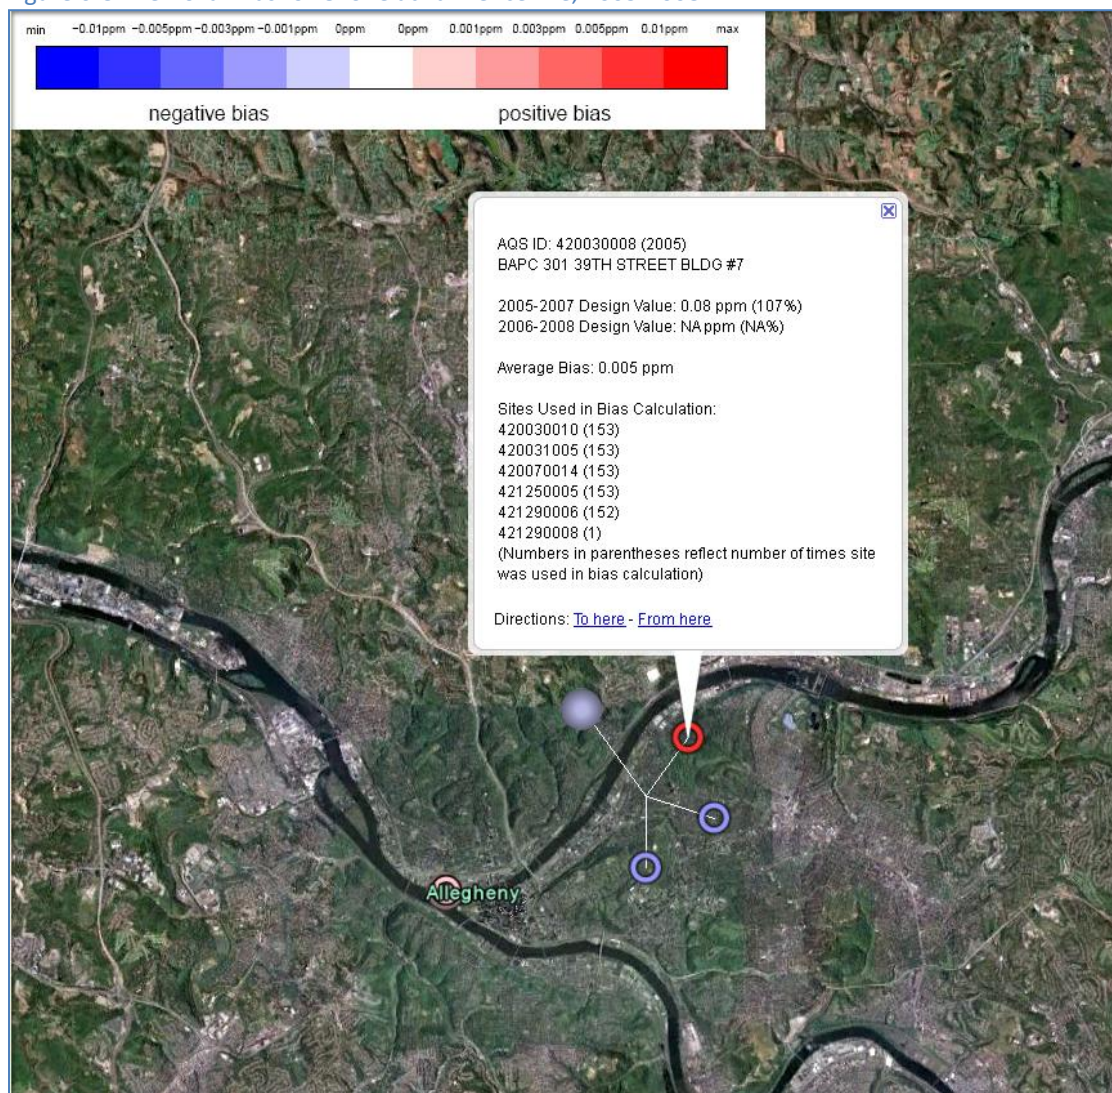 min −0.01ppm −0.005ppm −0.003ppm −0.001ppm 0ppm 0ppm 0.001ppm 0.003ppm 0.005ppm 0.01ppm max
negative bias positive bias
AQS ID: 420030008 (2005)
BAPC 301 39TH STREET BLDG #7
2005-2007 Design Value: 0.08 ppm (107%)
2006-2008 Design Value: NA ppm (NA%)
Average Bias: 0.005 ppm
Sites Used in Bias Calculation:
420030010 (153)
420031005 (153)
420070014 (153)
421250005 (153)
421290006 (152)
421290008 (1)
(Numbers in parentheses reflect number of times site
was used in bias calculation)
Directions: To here - From here
Allegheny